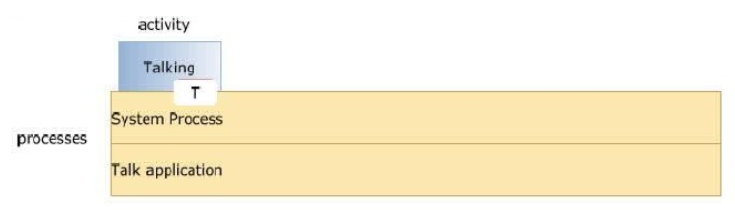 activity
Talking
T
System Process
processes
Talk application